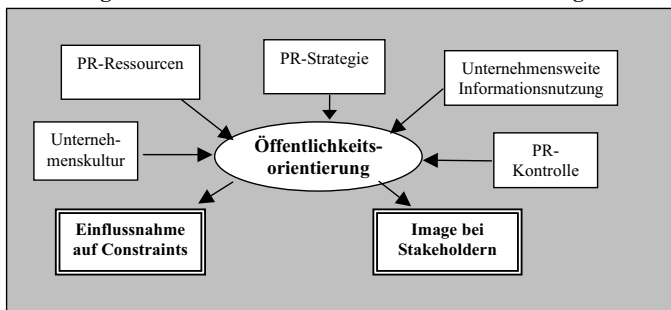 PR-Ressourcen
PR-Strategie
Unternehmensweite
Informationsnutzung
Unterneh-
menskultur
Öffentlichkeits-
orientierung
PR-
Kontrolle
Einflussnahme
auf Constraints
Image bei
Stakeholdern